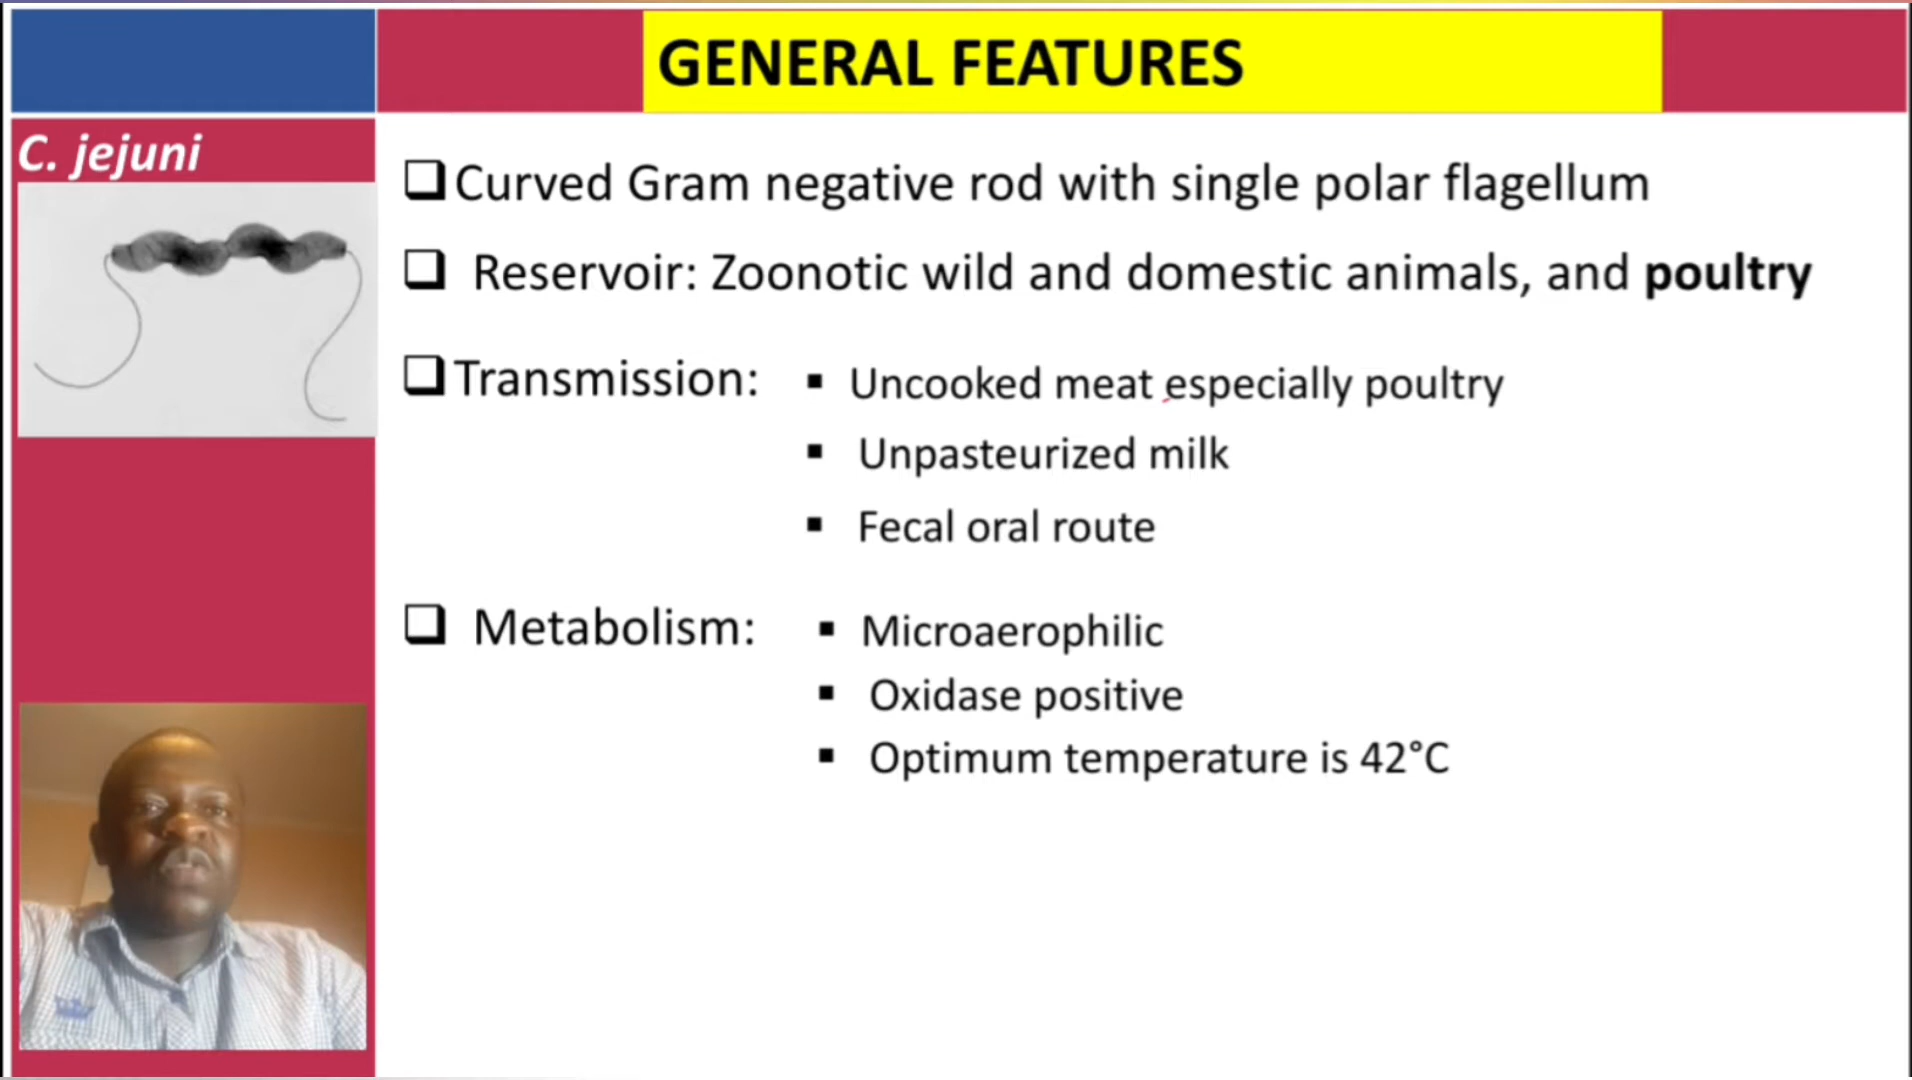 GENERAL FEATURES
C. jejuni
Curved Gram negative rod with single polar flagellum
Reservoir: Zoonotic wild and domestic animals, and poultry
Transmission:
Uncooked meat especially poultry
Unpasteurized milk
Fecal oral route
Metabolism:
Microaerophilic
Oxidase positive
Optimum temperature is 42°C